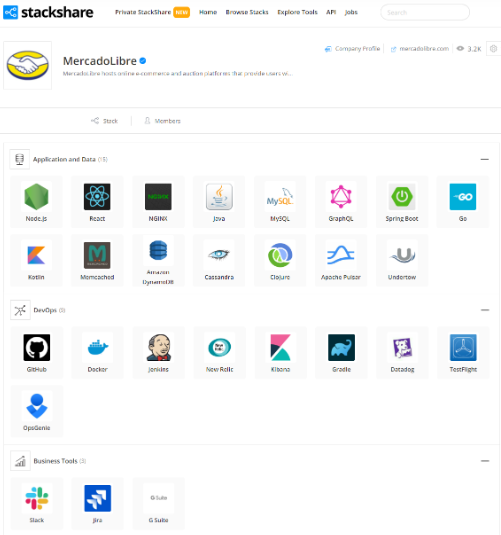 stackshare
Private StackShare NEW Home Browse Stacks Explore Tools API Jobs Search
MercadoLibre
MercadoLibre hosts online e-commerce and auction platforms that provide users wi...
Company Profile mercadolibre.com 3.2K
Stack Members
Application and Data (15)
Node.js React NGINX Java MySQL GraphQL Spring Boot Go
Kotlin Memcached Amazon DynamoDB Cassandra Clojure Apache Pulsar Undertow
DevOps
GitHub Docker Jenkins New Relic Kibana Gradle Datadog TestFlight
OpsGenie
Business Tools (3)
Slack Jira G Suite